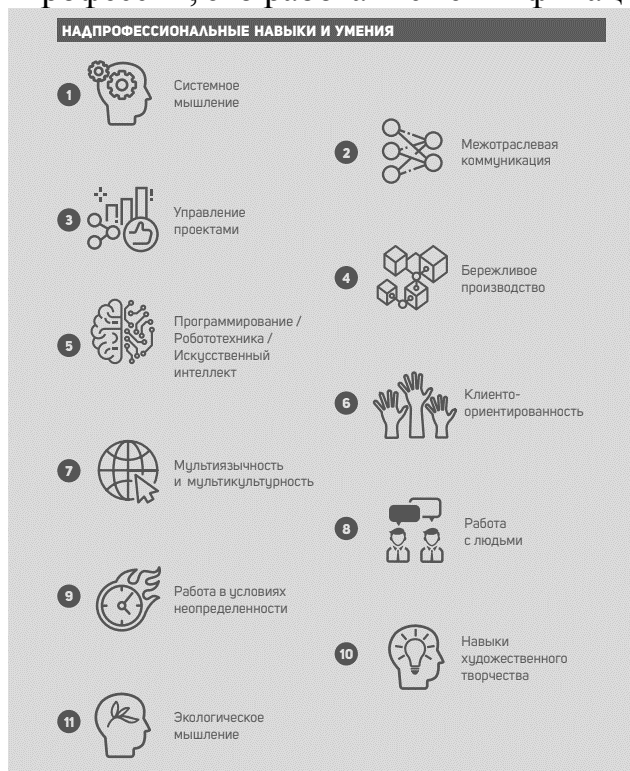 НАДПРОФЕССИОНАЛЬНЫЕ НАВЫКИ И УМЕНИЯ
1
Системное
мышление
2
Межотраслевая
коммуникация
3
Управление
проектами
4
Бережливое
производство
5
Программирование /
Робототехника /
Искусственный
интеллект
6
Клиенто-
ориентированность
7
Мультиязычность
и мультикультурность
8
Работа
с людьми
9
Работа в условиях
неопределенности
10
Навыки
художественного
творчества
11
Экологическое
мышление